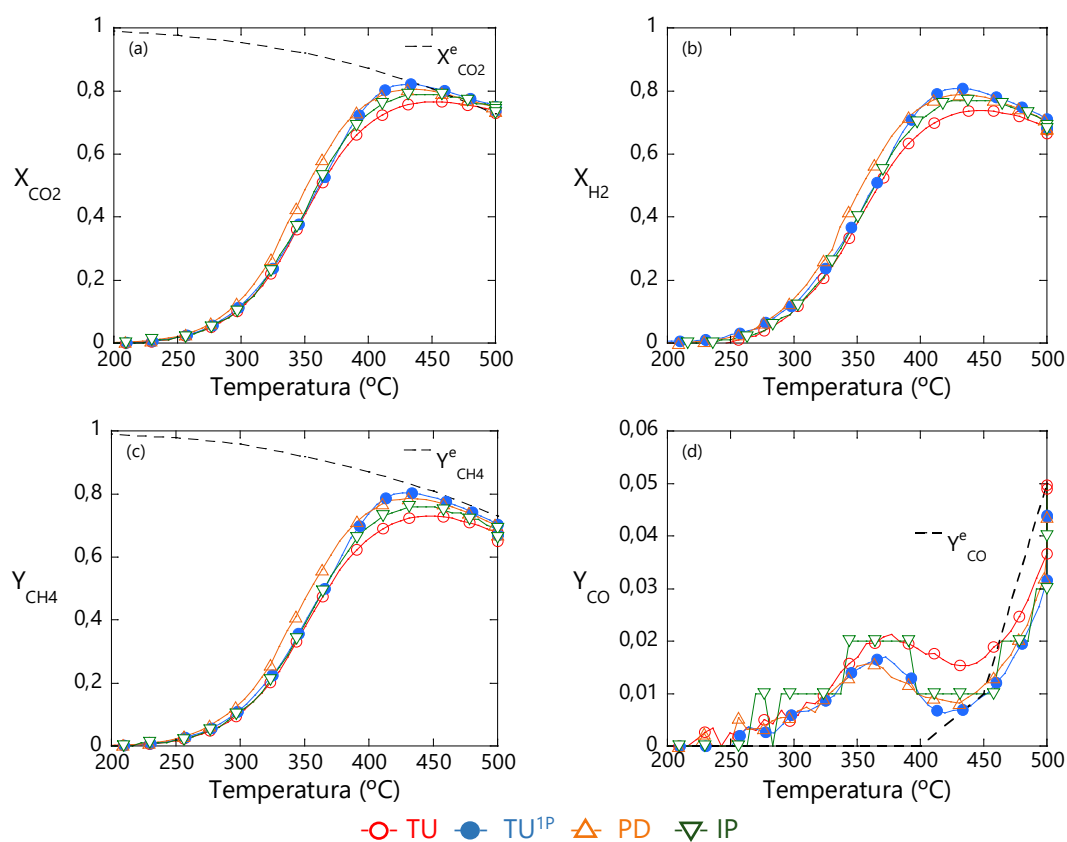 (a)
X^e_CO2
1
0,8
0,6
0,4
0,2
0
X_CO2
200 250 300 350 400 450 500
Temperatura (ºC)
(b)
1
0,8
0,6
0,4
0,2
0
X_H2
200 250 300 350 400 450 500
Temperatura (ºC)
(c)
Y^e_CH4
1
0,8
0,6
0,4
0,2
0
Y_CH4
200 250 300 350 400 450 500
Temperatura (ºC)
(d)
Y^e_CO
0,06
0,05
0,04
0,03
0,02
0,01
0
Y_CO
200 250 300 350 400 450 500
Temperatura (ºC)
TU TU^1P PD IP